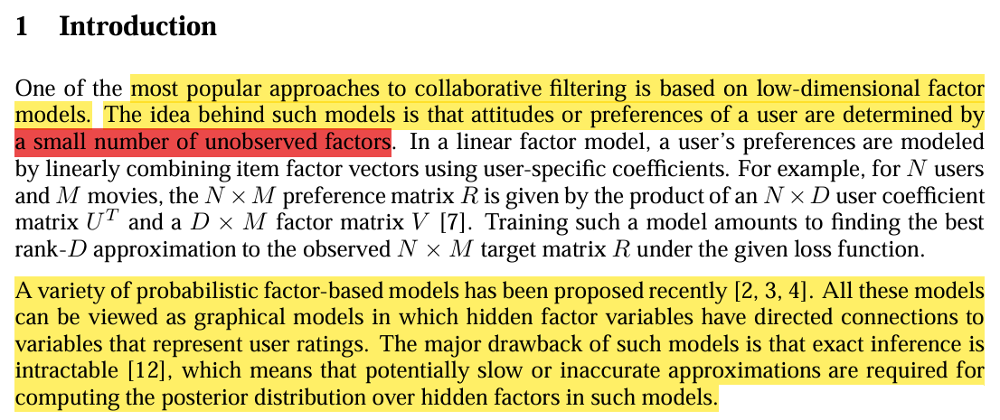 1 Introduction
One of the most popular approaches to collaborative filtering is based on low-dimensional factor
models. The idea behind such models is that attitudes or preferences of a user are determined by
a small number of unobserved factors. In a linear factor model, a user's preferences are modeled
by linearly combining item factor vectors using user-specific coefficients. For example, for N users
and M movies, the N × M preference matrix R is given by the product of an N × D user coefficient
matrix U^T and a D × M factor matrix V [7]. Training such a model amounts to finding the best
rank-D approximation to the observed N × M target matrix R under the given loss function.
A variety of probabilistic factor-based models has been proposed recently [2, 3, 4]. All these models
can be viewed as graphical models in which hidden factor variables have directed connections to
variables that represent user ratings. The major drawback of such models is that exact inference is
intractable [12], which means that potentially slow or inaccurate approximations are required for
computing the posterior distribution over hidden factors in such models.